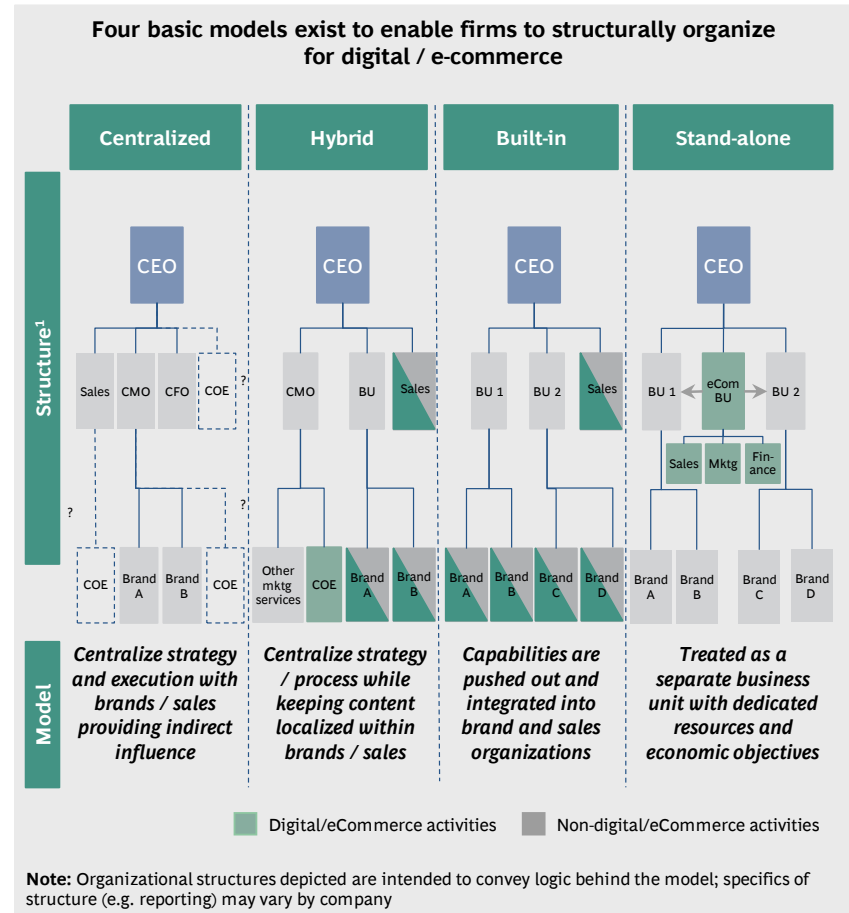 Four basic models exist to enable firms to structurally organize
for digital / e-commerce
Centralized
Hybrid
Built-in
Stand-alone
Structure¹
CEO
CEO
CEO
CEO
Sales
CMO
CFO
COE
?
CMO
BU
Sales
BU 1
BU 2
Sales
BU 1
eCom
BU
BU 2
Sales
Mktg
Fin-
ance
?
?
COE
Brand
A
Brand
B
COE
Other
mktg
services
COE
Brand
A
Brand
B
Brand
A
Brand
B
Brand
C
Brand
D
Brand
A
Brand
B
Brand
C
Brand
D
Model
Centralize strategy
and execution with
brands / sales
providing indirect
influence
Centralize strategy
/ process while
keeping content
localized within
brands / sales
Capabilities are
pushed out and
integrated into
brand and sales
organizations
Treated as a
separate business
unit with dedicated
resources and
economic objectives
Digital/eCommerce activities
Non-digital/eCommerce activities
Note: Organizational structures depicted are intended to convey logic behind the model; specifics of
structure (e.g. reporting) may vary by company